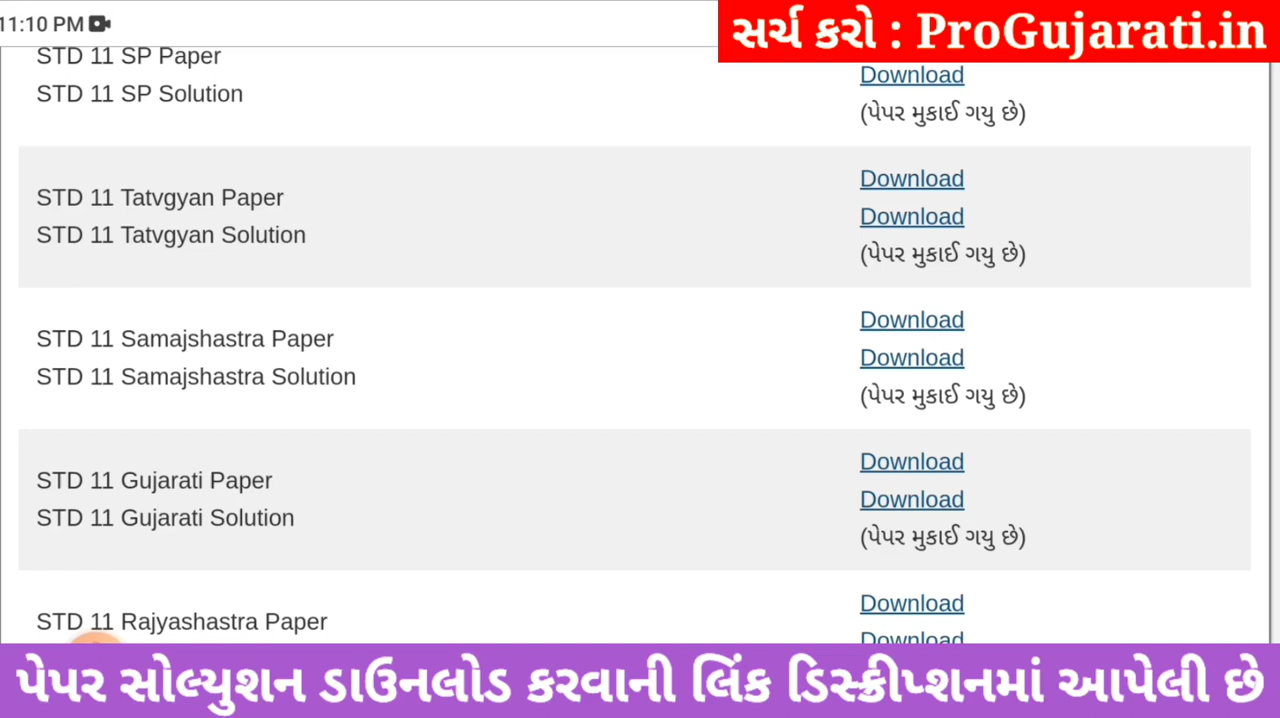 11:10 PM
સર્ચ કરો : ProGujarati.in
STD 11 SP Paper
Download
STD 11 SP Solution
(પેપર મુકાઈ ગયુ છે)
Download
STD 11 Tatvgyan Paper
Download
STD 11 Tatvgyan Solution
(પેપર મુકાઈ ગયુ છે)
Download
STD 11 Samajshastra Paper
Download
STD 11 Samajshastra Solution
(પેપર મુકાઈ ગયુ છે)
Download
STD 11 Gujarati Paper
Download
STD 11 Gujarati Solution
(પેપર મુકાઈ ગયુ છે)
Download
STD 11 Rajyashastra Paper
Download
પેપર સોલ્યુશન ડાઉનલોડ કરવાની લિંક ડિસ્ક્રીપ્શનમાં આપેલી છે